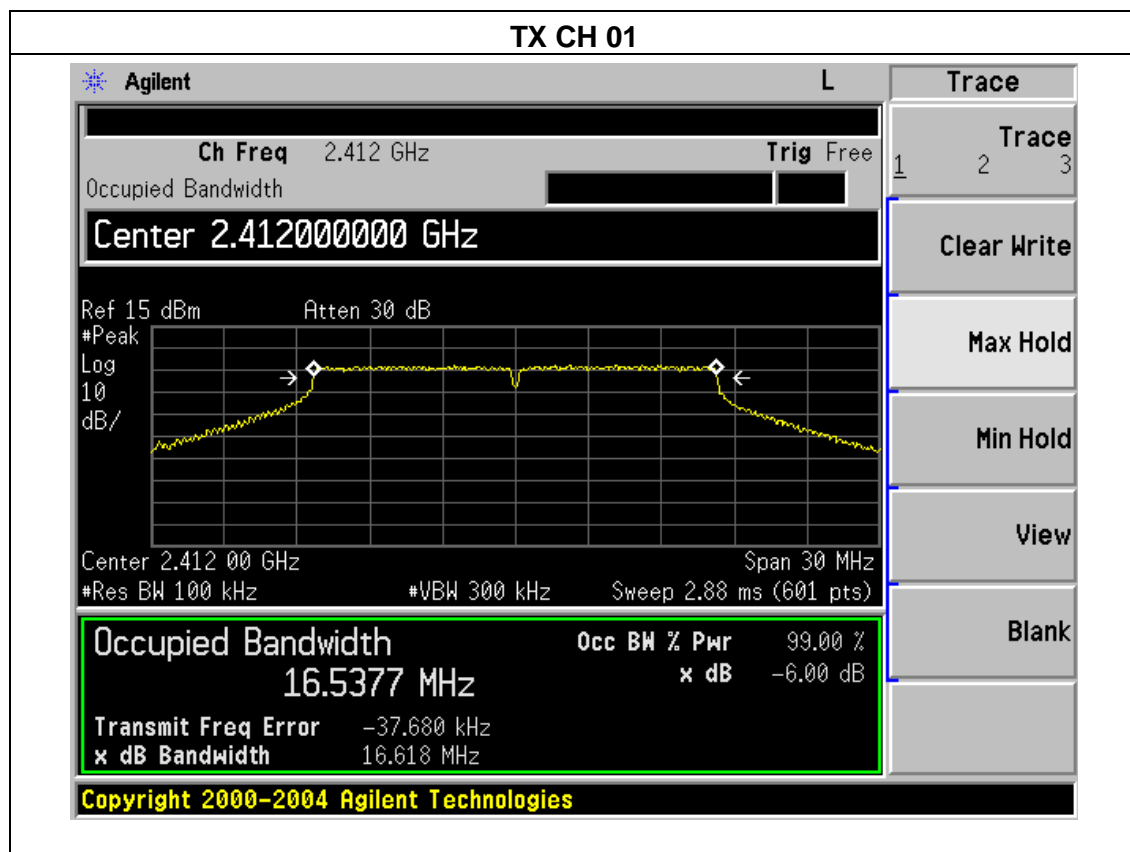 TX CH 01
Agilent L Trace
Ch Freq 2.412 GHz Trig Free
Occupied Bandwidth
Center 2.412000000 GHz
Ref 15 dBm Atten 30 dB
#Peak
Log
10
dB/
Center 2.412 00 GHz Span 30 MHz
#Res BW 100 kHz #VBW 300 kHz Sweep 2.88 ms (601 pts)
Occupied Bandwidth Occ BW % Pwr 99.00 %
16.5377 MHz x dB -6.00 dB
Transmit Freq Error -37.680 kHz
x dB Bandwidth 16.618 MHz
Copyright 2000-2004 Agilent Technologies
Trace
1 2 3
Clear Write
Max Hold
Min Hold
View
Blank